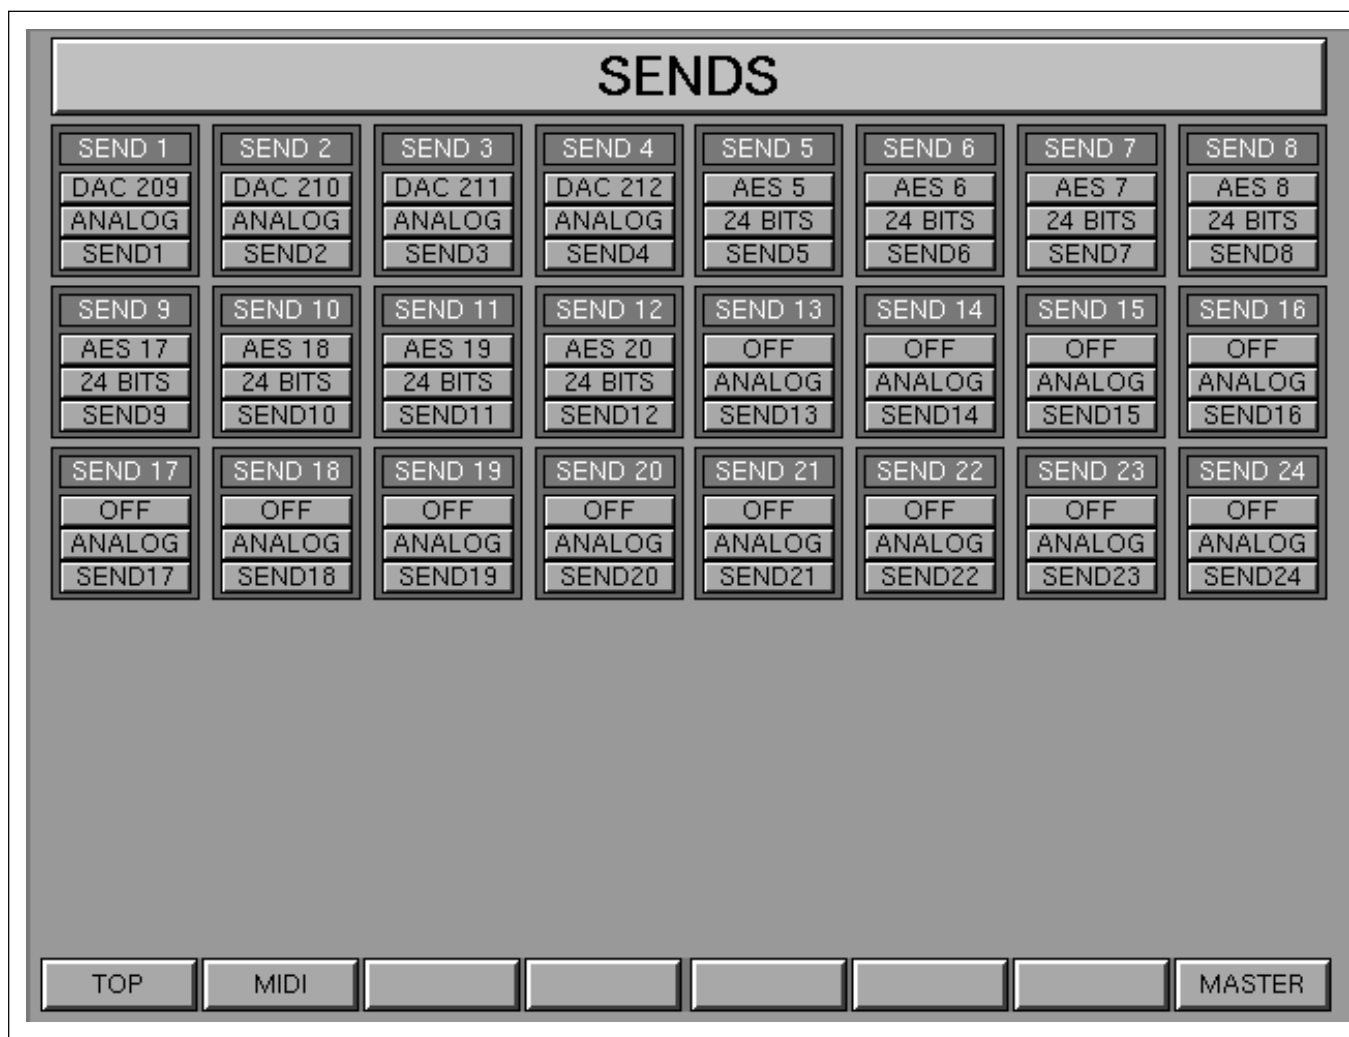 SENDS
SEND 1 SEND 2 SEND 3 SEND 4 SEND 5 SEND 6 SEND 7 SEND 8
DAC 209 DAC 210 DAC 211 DAC 212 AES 5 AES 6 AES 7 AES 8
ANALOG ANALOG ANALOG ANALOG 24 BITS 24 BITS 24 BITS 24 BITS
SEND1 SEND2 SEND3 SEND4 SEND5 SEND6 SEND7 SEND8
SEND 9 SEND 10 SEND 11 SEND 12 SEND 13 SEND 14 SEND 15 SEND 16
AES 17 AES 18 AES 19 AES 20 OFF OFF OFF OFF
24 BITS 24 BITS 24 BITS 24 BITS ANALOG ANALOG ANALOG ANALOG
SEND9 SEND10 SEND11 SEND12 SEND13 SEND14 SEND15 SEND16
SEND 17 SEND 18 SEND 19 SEND 20 SEND 21 SEND 22 SEND 23 SEND 24
OFF OFF OFF OFF OFF OFF OFF OFF
ANALOG ANALOG ANALOG ANALOG ANALOG ANALOG ANALOG ANALOG
SEND17 SEND18 SEND19 SEND20 SEND21 SEND22 SEND23 SEND24
TOP MIDI MASTER